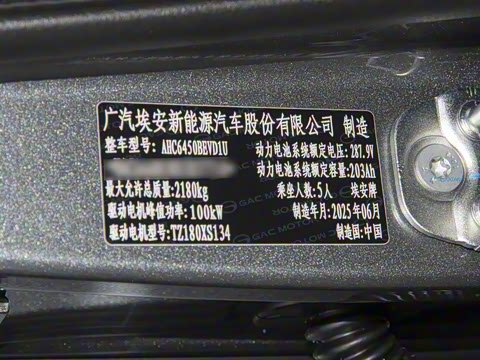 广汽埃安新能源汽车股份有限公司 制造
整车型号: AHC6450BEVD1U 动力电池系统额定电压: 287.9V
动力电池系统额定容量: 203Ah
最大允许总质量: 2180kg 乘坐人数: 5人 埃安牌
驱动电机峰值功率: 100kW 制造年月: 2025年06月
驱动电机型号: TZ180XS134 制造国: 中国